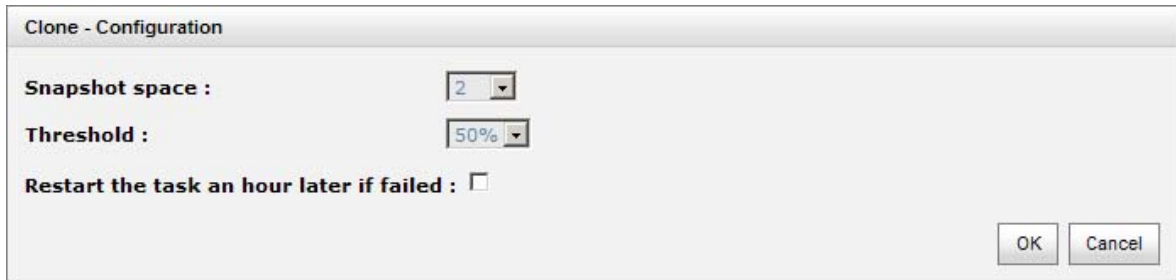 Clone - Configuration
Snapshot space : 2
Threshold : 50%
Restart the task an hour later if failed :
OK Cancel